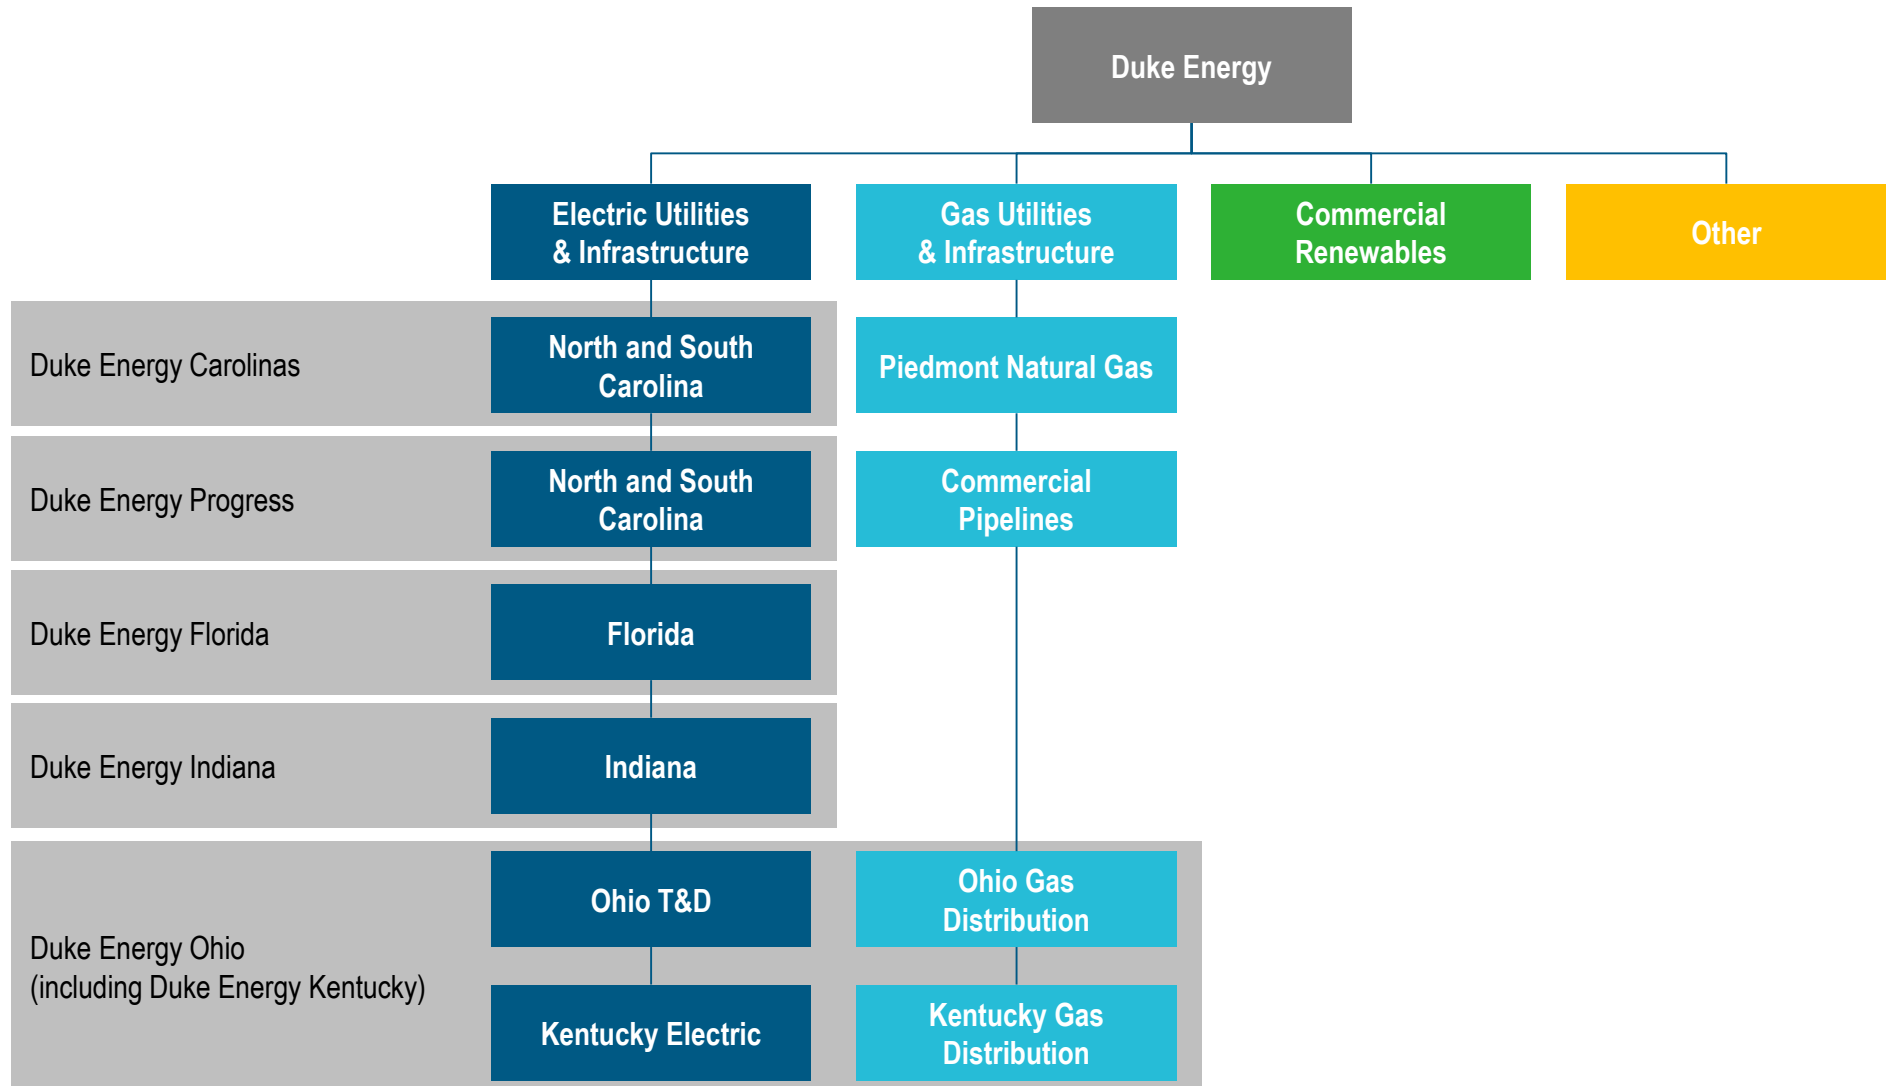 Duke Energy
Electric Utilities
& Infrastructure
Gas Utilities
& Infrastructure
Commercial
Renewables
Other
Duke Energy Carolinas
North and South
Carolina
Piedmont Natural Gas
Duke Energy Progress
North and South
Carolina
Commercial
Pipelines
Duke Energy Florida
Florida
Duke Energy Indiana
Indiana
Duke Energy Ohio
(including Duke Energy Kentucky)
Ohio T&D
Ohio Gas
Distribution
Kentucky Electric
Kentucky Gas
Distribution